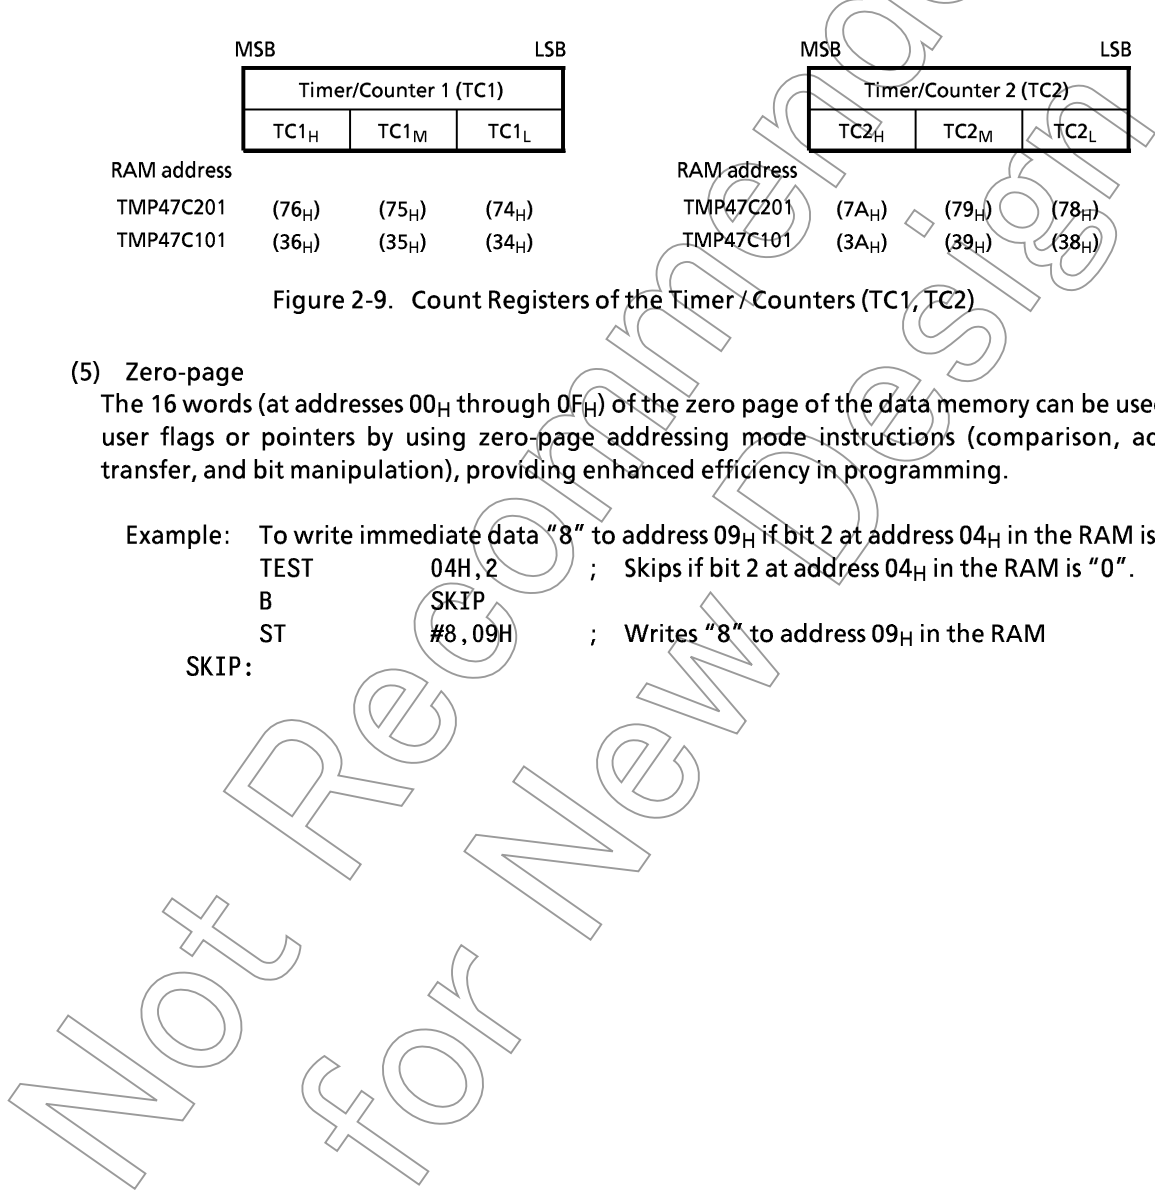 MSB LSB MSB LSB
Timer/Counter 1 (TC1) Timer/Counter 2 (TC2)
TC1H TC1M TC1L TC2H TC2M TC2L
RAM address RAM address
TMP47C201 (76H) (75H) (74H) TMP47C201 (7AH) (79H) (78H)
TMP47C101 (36H) (35H) (34H) TMP47C101 (3AH) (39H) (38H)
Figure 2-9. Count Registers of the Timer / Counters (TC1, TC2)
(5) Zero-page
The 16 words (at addresses 00H through 0FH) of the zero page of the data memory can be
user flags or pointers by using zero-page addressing mode instructions (comparison,
transfer, and bit manipulation), providing enhanced efficiency in programming.
Example: To write immediate data “8” to address 09H if bit 2 at address 04H in the RAM is
TEST 04H,2 ; Skips if bit 2 at address 04H in the RAM is “0”.
B SKIP
ST #8,09H ; Writes “8” to address 09H in the RAM
SKIP:
Not Recommended
for New Design